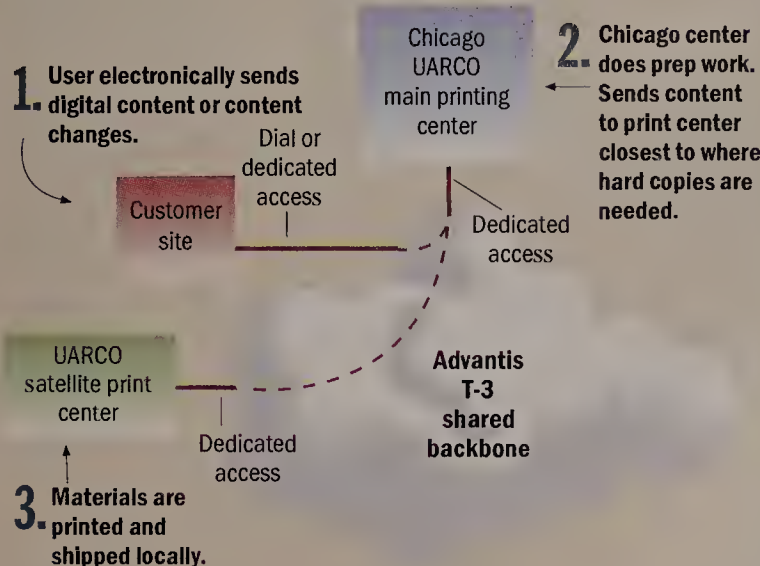 1. User electronically sends
digital content or content
changes.
Dial or
dedicated
access
Customer
site
Chicago
UARCO
main printing
center
2. Chicago center
does prep work.
Sends content
to print center
closest to where
hard copies are
needed.
Dedicated
access
Advantis
T-3
shared
backbone
UARCO
satellite print
center
Dedicated
access
3. Materials are
printed and
shipped locally.